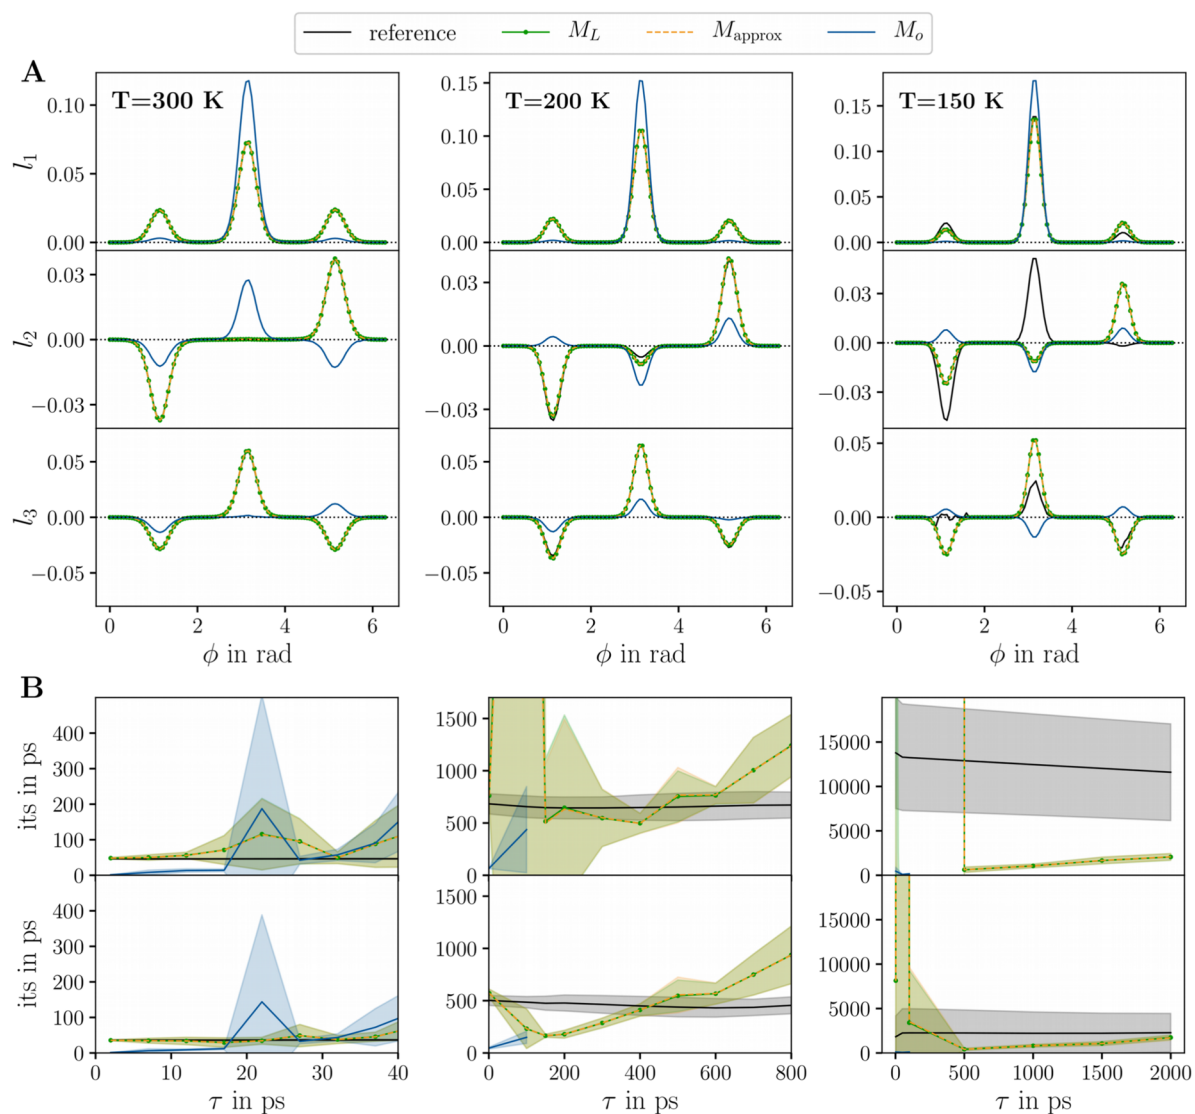 reference M_L M_approx M_o
A
T=300 K T=200 K T=150 K
0.10 0.15 0.15
0.10 0.10
l_1 0.05 0.05 0.05
0.00 0.00 0.00
0.03 0.03 0.03
l_2 0.00 0.00 0.00
−0.03 −0.03 −0.03
0.05 0.05 0.05
l_3 0.00 0.00 0.00
−0.05 −0.05 −0.05
0 2 4 6 0 2 4 6 0 2 4 6
ϕ in rad ϕ in rad ϕ in rad
B
its in ps
400 300 200 100 0
1500 1000 500 0
15000 10000 5000 0
its in ps
400 300 200 100 0
1500 1000 500 0
15000 10000 5000 0
0 10 20 30 40 0 200 400 600 800 0 500 1000 1500 2000
τ in ps τ in ps τ in ps